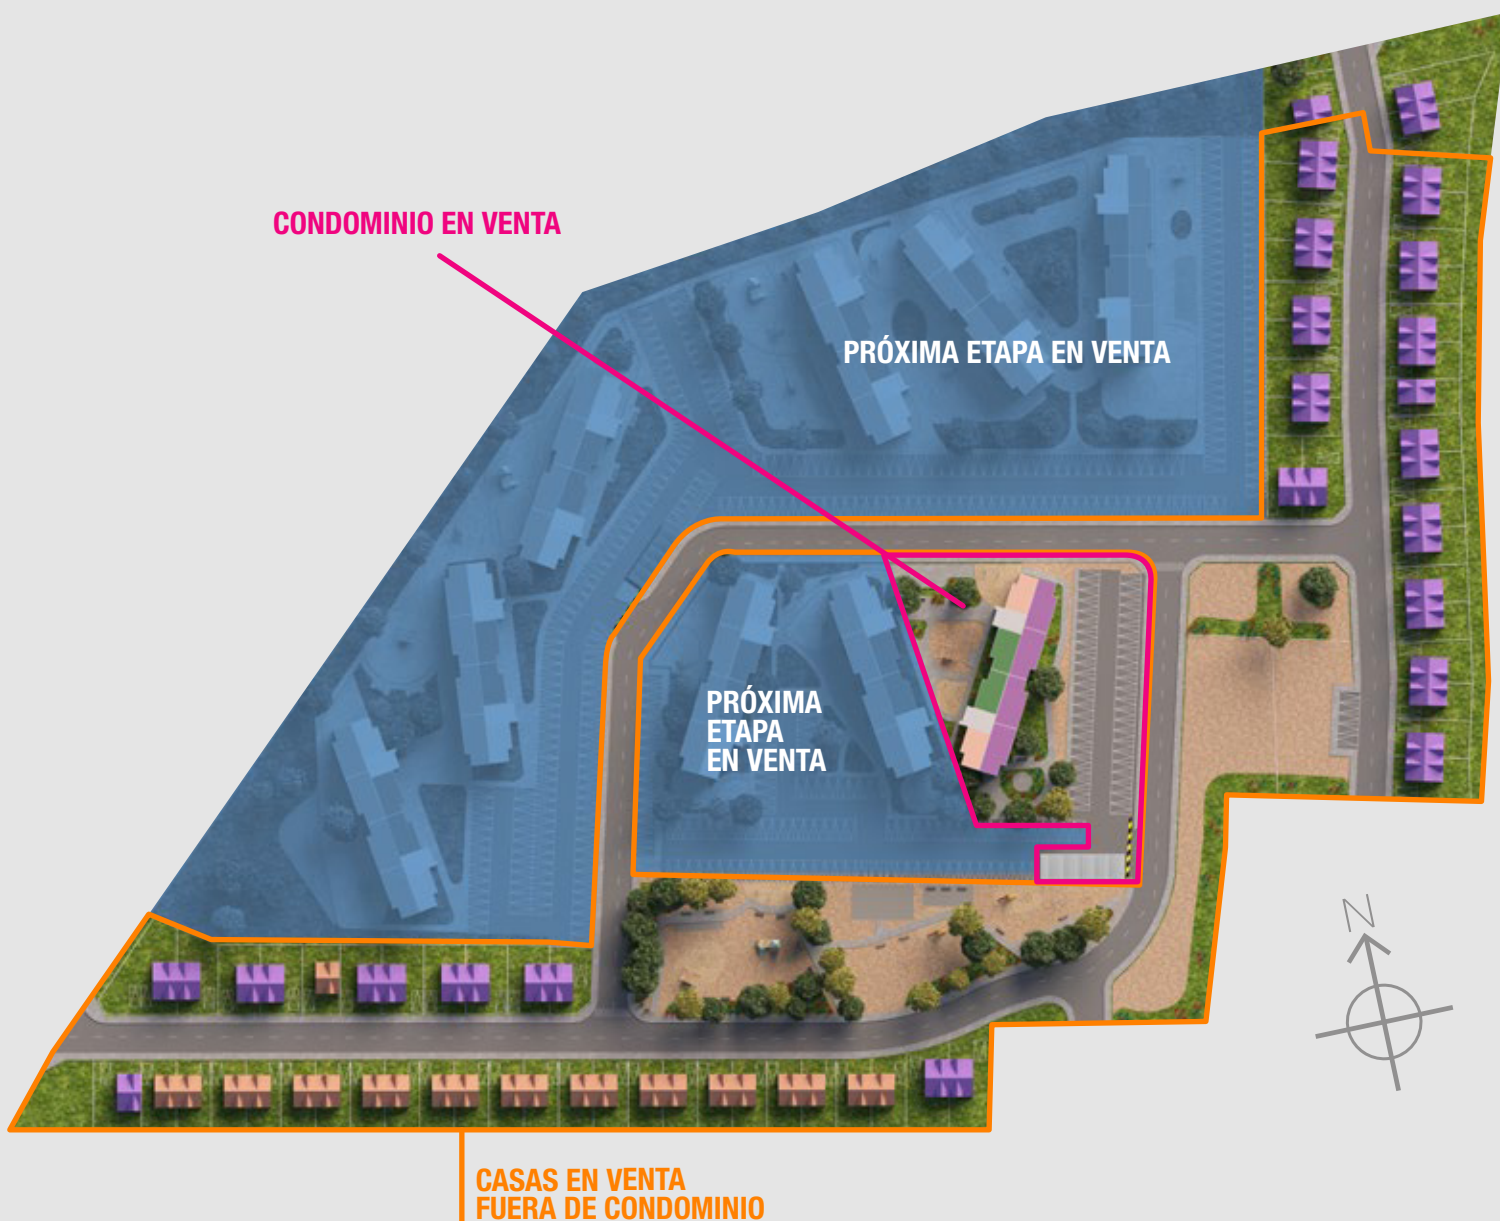 CONDOMINIO EN VENTA
PRÓXIMA ETAPA EN VENTA
PRÓXIMA
ETAPA
EN VENTA
N
CASAS EN VENTA
FUERA DE CONDOMINIO